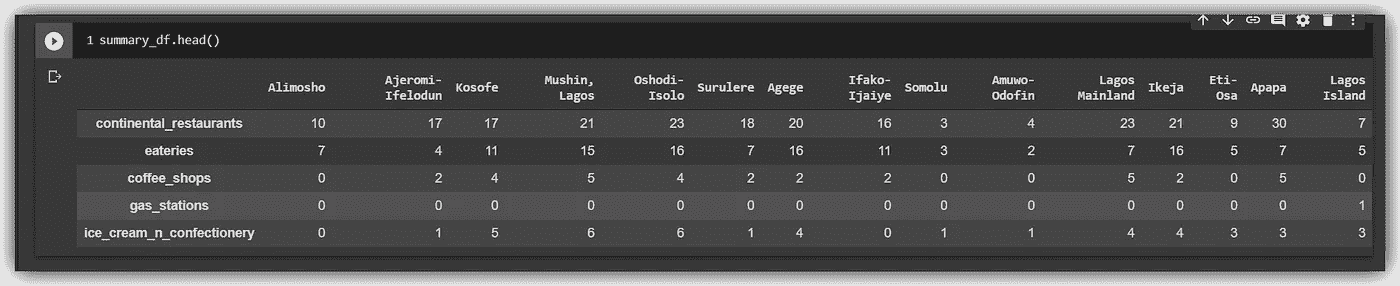 1 summary_df.head()
Alimosho Ajeromi-Ifelodun Kosofe Mushin, Lagos Oshodi-Isolo Surulere Agege Ifako-Ijaiye Somolu Amuwo-Odofin Lagos Mainland Ikeja Eti-Osa Apapa Lagos Island
continental_restaurants 10 17 17 21 23 18 20 16 3 4 23 21 9 30 7
eateries 7 4 11 15 16 7 16 11 3 2 7 16 5 7 5
coffee_shops 0 2 4 5 4 2 2 2 0 0 5 2 0 5 0
gas_stations 0 0 0 0 0 0 0 0 0 0 0 0 0 0 1
ice_cream_n_confectionery 0 1 5 6 6 1 4 0 1 1 4 4 3 3 3